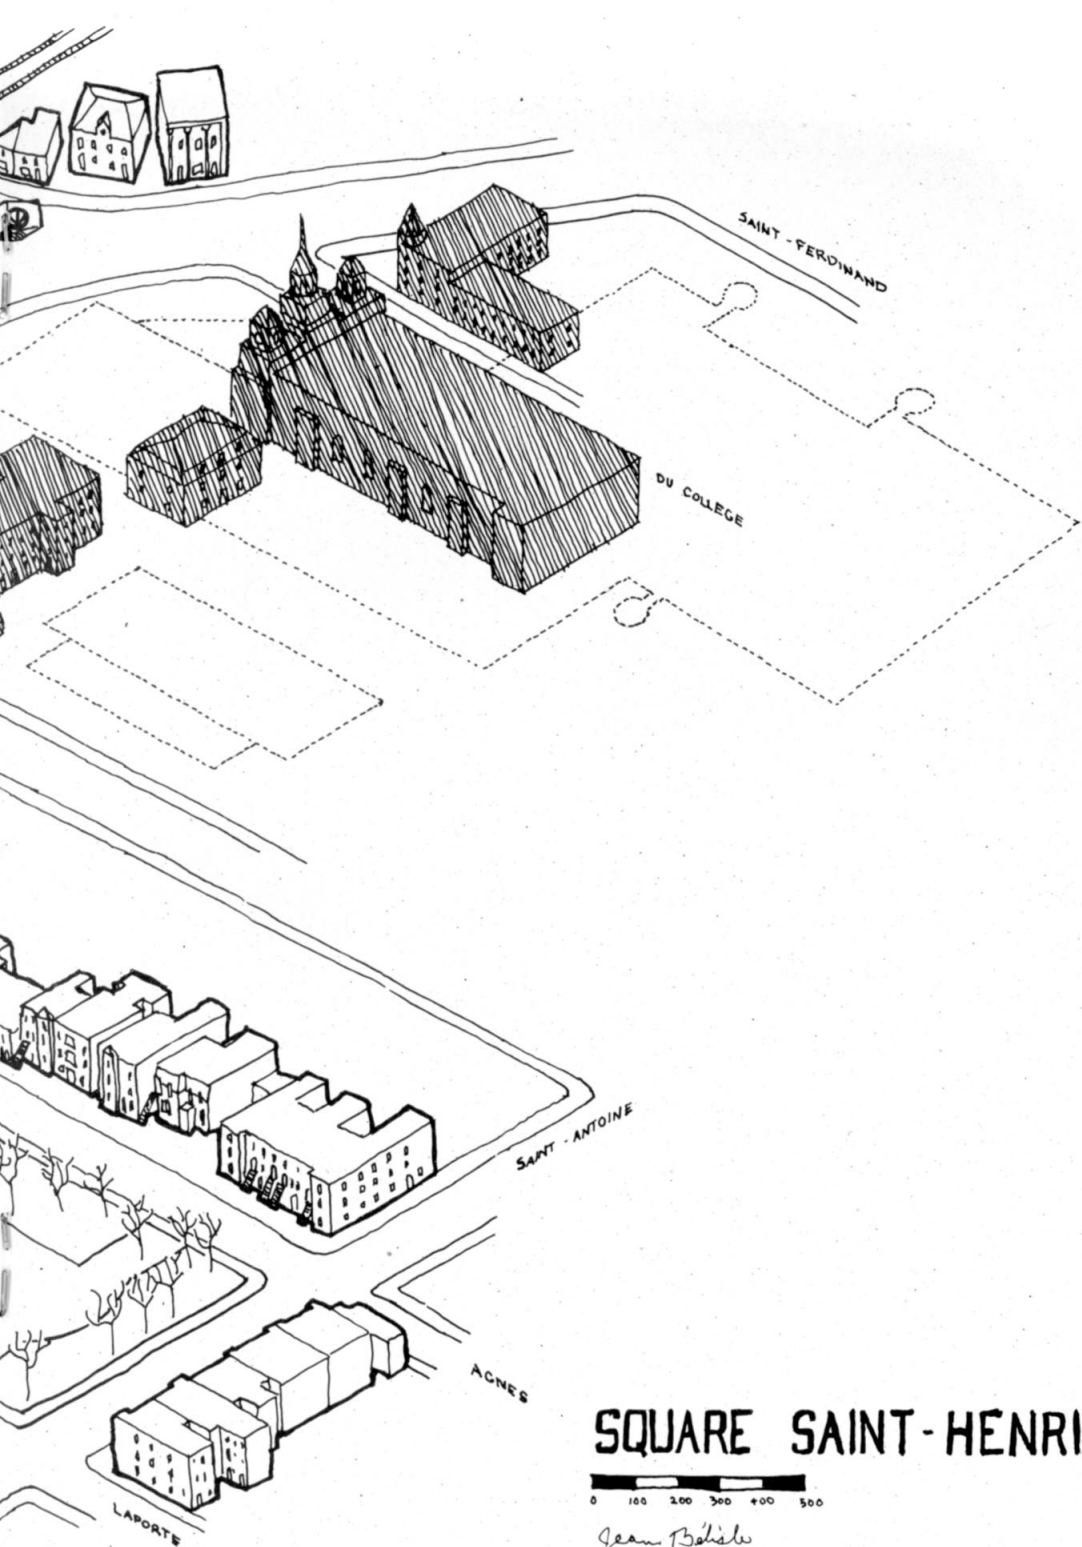 SAINT-FERDINAND
DU COLLEGE
SAINT-ANTOINE
AGNES
LAPORTE
SQUARE SAINT-HENRI
0 100 200 300 400 500
Jean Bélisle